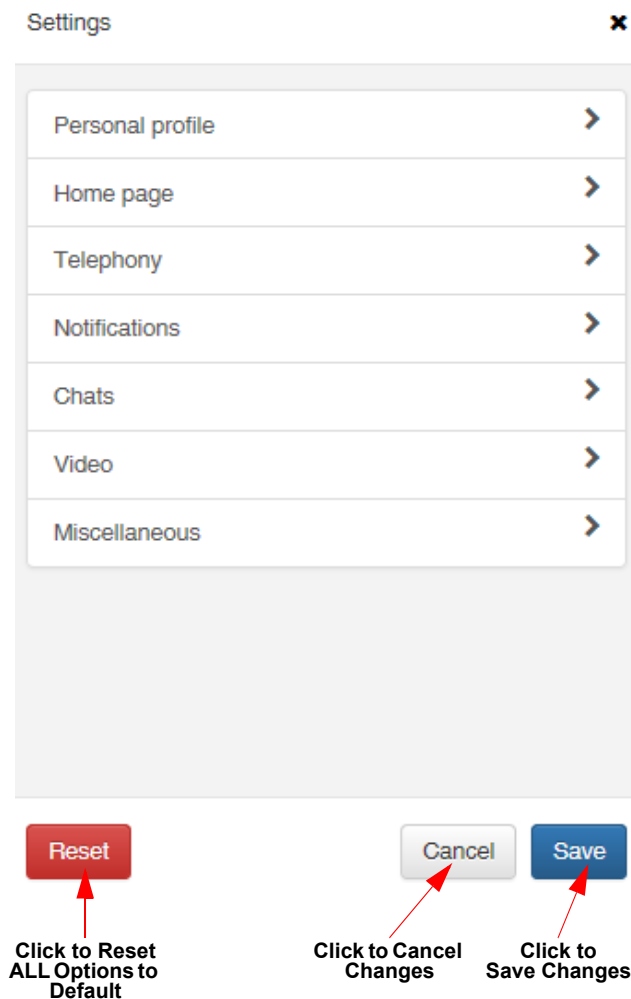 Settings
Personal profile
Home page
Telephony
Notifications
Chats
Video
Miscellaneous
Reset
Cancel
Save
Click to Reset
ALL Options to
Default
Click to Cancel
Changes
Click to
Save Changes